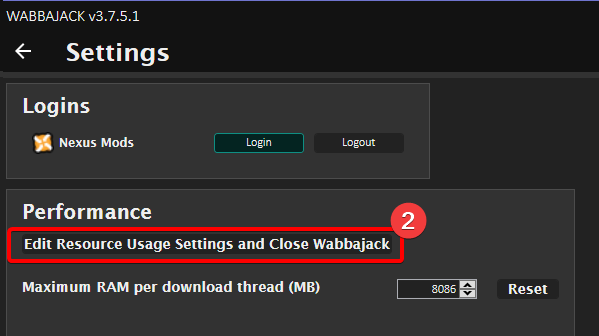 WABBAJACK v3.7.5.1
Settings
Logins
Nexus Mods Login Logout
Performance
2
Edit Resource Usage Settings and Close Wabbajack
Maximum RAM per download thread (MB) 8086 Reset